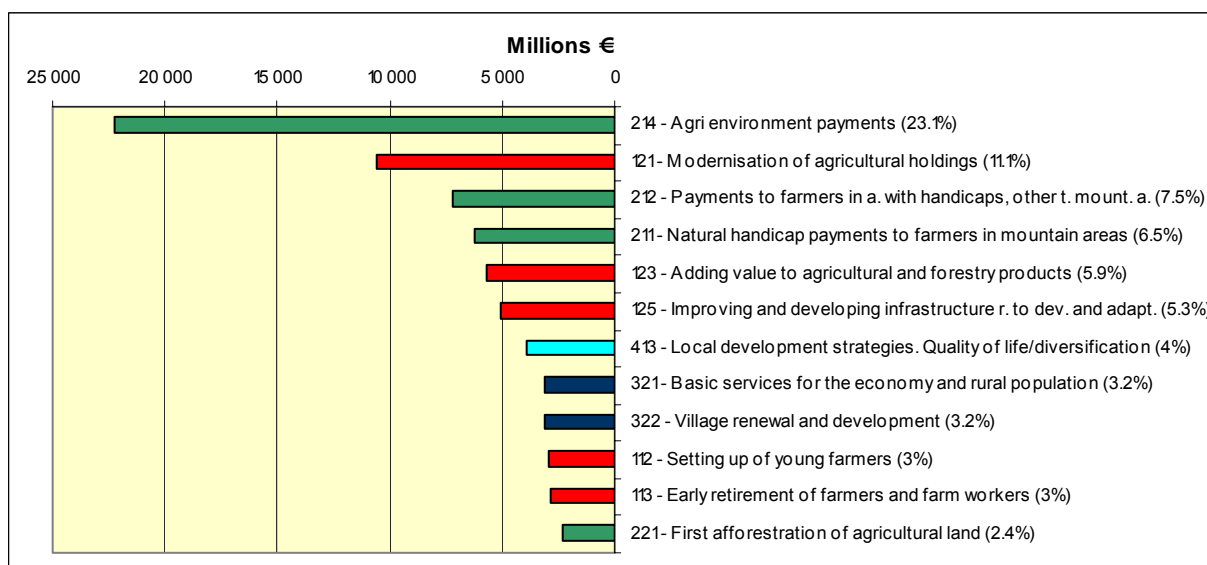 Millions €
25 000 20 000 15 000 10 000 5 000 0
214 - Agri environment payments (23.1%)
121 - Modernisation of agricultural holdings (11.1%)
212 - Payments to farmers in a. with handicaps, other t. mount. a. (7.5%)
211 - Natural handicap payments to farmers in mountain areas (6.5%)
123 - Adding value to agricultural and forestry products (5.9%)
125 - Improving and developing infrastructure r. to dev. and adapt. (5.3%)
413 - Local development strategies. Quality of life/diversification (4%)
321 - Basic services for the economy and rural population (3.2%)
322 - Village renewal and development (3.2%)
112 - Setting up of young farmers (3%)
113 - Early retirement of farmers and farm workers (3%)
221 - First afforestration of agricultural land (2.4%)